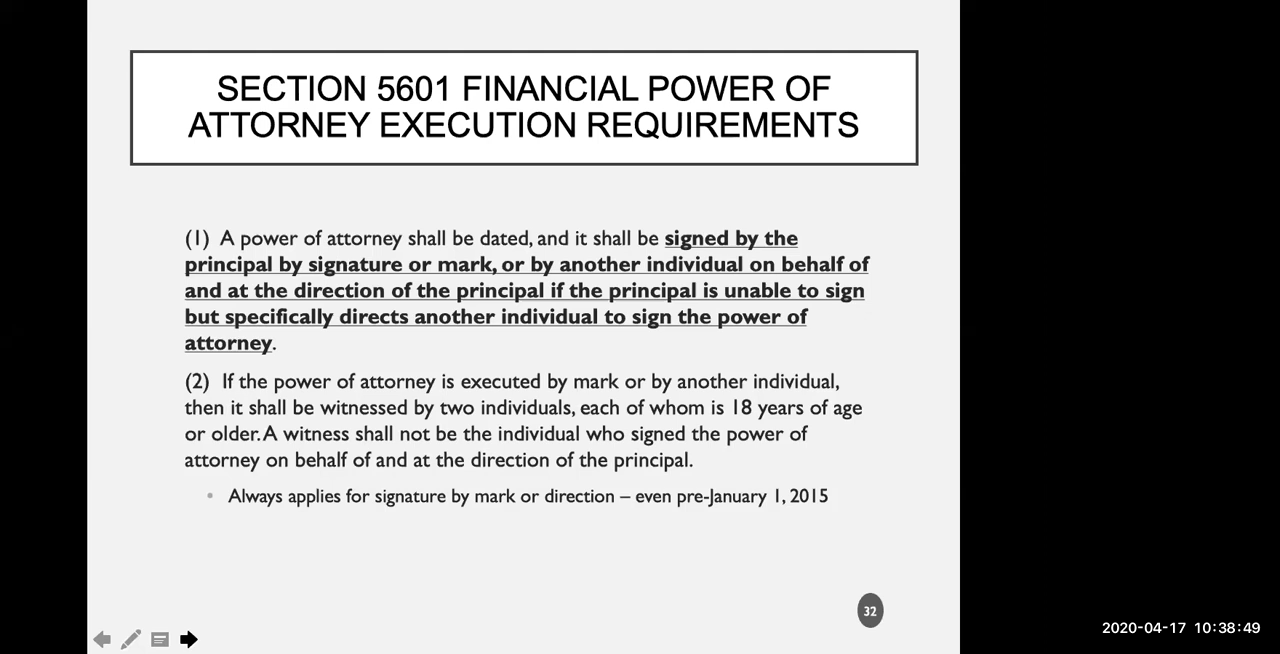 SECTION 5601 FINANCIAL POWER OF
ATTORNEY EXECUTION REQUIREMENTS
(1) A power of attorney shall be dated, and it shall be signed by the
principal by signature or mark, or by another individual on behalf of
and at the direction of the principal if the principal is unable to sign
but specifically directs another individual to sign the power of
attorney.
(2) If the power of attorney is executed by mark or by another individual,
then it shall be witnessed by two individuals, each of whom is 18 years of age
or older. A witness shall not be the individual who signed the power of
attorney on behalf of and at the direction of the principal.
• Always applies for signature by mark or direction – even pre-January 1, 2015
32
2020-04-17 10:38:49